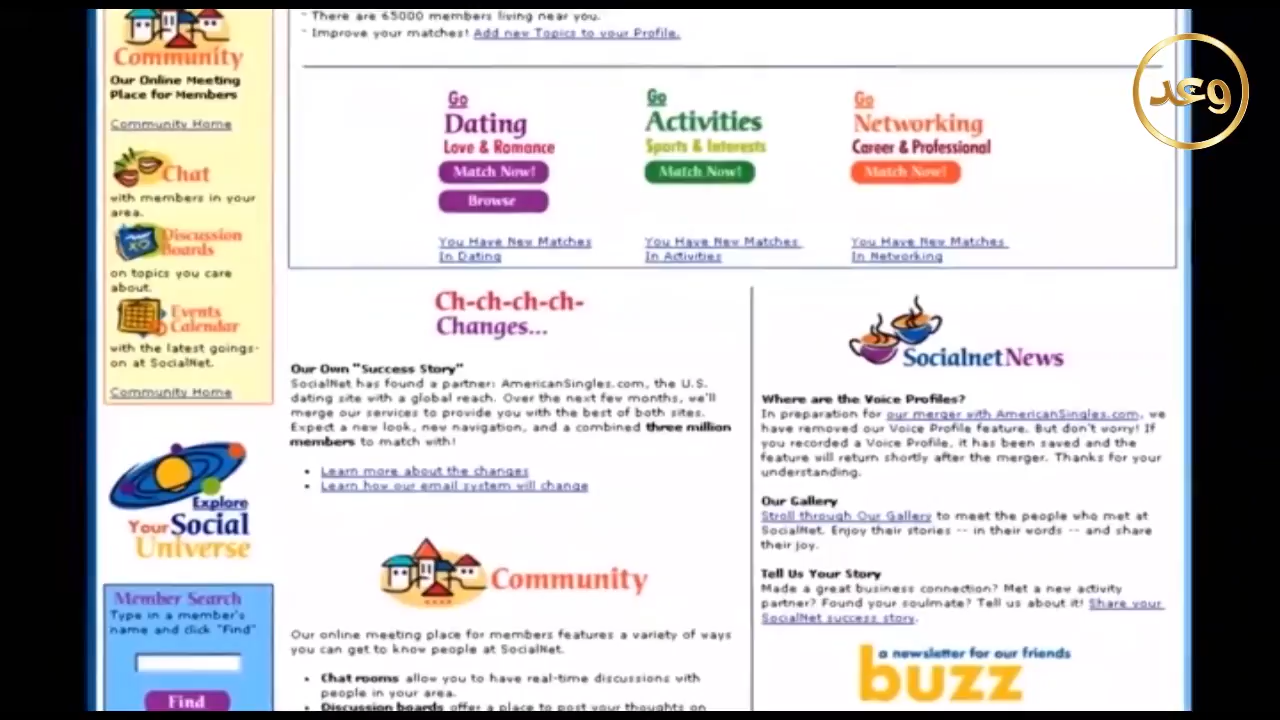 Community
Our Online Meeting
Place for Members
Community Home
Chat
with members in your
area.
Discussion
Boards
on topics you care
about.
Events
Calendar
with the latest goings-
on at SocialNet.
Community Home
Explore
Your Social
Universe
Member Search
Type in a member's
name and click "Find"
Find
- There are 65000 members living near you.
- Improve your matches! Add new Topics to your Profile.
Go
Dating
Love & Romance
Match Now!
Browse
You Have New Matches
In Dating
Go
Activities
Sports & Interests
Match Now!
You Have New Matches
In Activities
Go
Networking
Career & Professional
Match Now!
You Have New Matches
In Networking
Ch-ch-ch-ch-
Changes...
Our Own "Success Story"
SocialNet has found a partner: AmericanSingles.com, the U.S.
dating site with a global reach. Over the next few months, we'll
merge our services to provide you with the best of both sites.
Expect a new look, new navigation, and a combined three million
members to match with!
• Learn more about the changes
• Learn how our email system will change
Community
Our online meeting place for members features a variety of ways
you can get to know people at SocialNet.
• Chat rooms allow you to have real-time discussions with
people in your area.
• Discussion boards offer a place to post your thoughts on
SocialnetNews
Where are the Voice Profiles?
In preparation for our merger with AmericanSingles.com, we
have removed our Voice Profile feature. But don't worry! If
you recorded a Voice Profile, it has been saved and the
feature will return shortly after the merger. Thanks for your
understanding.
Our Gallery
Stroll through Our Gallery to meet the people who met at
SocialNet. Enjoy their stories -- in their words -- and share
their joy.
Tell Us Your Story
Made a great business connection? Met a new activity
partner? Found your soulmate? Tell us about it! Share your
SocialNet success story.
a newsletter for our friends
buzz
وعد